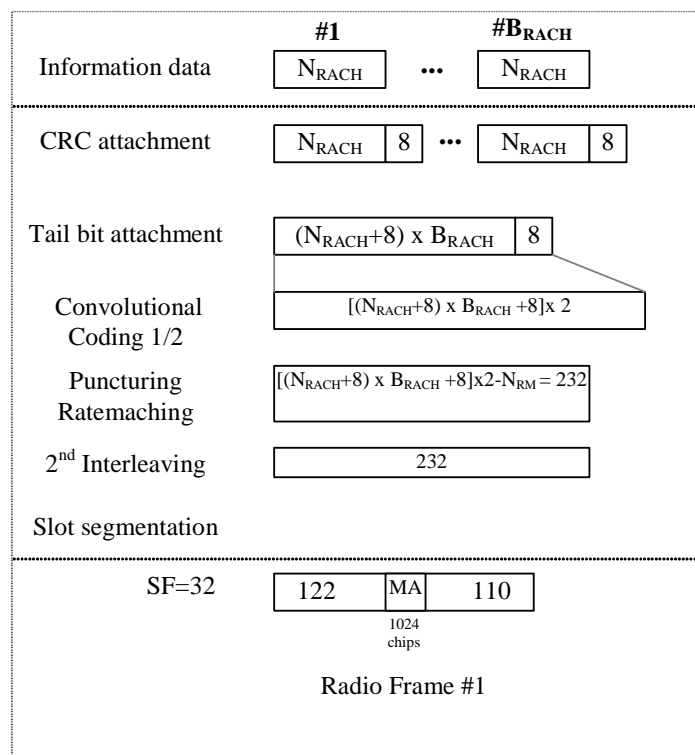 #1 #B_RACH
Information data N_RACH ... N_RACH
CRC attachment N_RACH 8 ... N_RACH 8
Tail bit attachment (N_RACH+8) x B_RACH 8
Convolutional
Coding 1/2
[(N_RACH+8) x B_RACH +8]x 2
Puncturing
Ratemaching
[(N_RACH+8) x B_RACH +8]x2-N_RM = 232
2nd Interleaving 232
Slot segmentation
SF=32 122 MA 110
1024
chips
Radio Frame #1